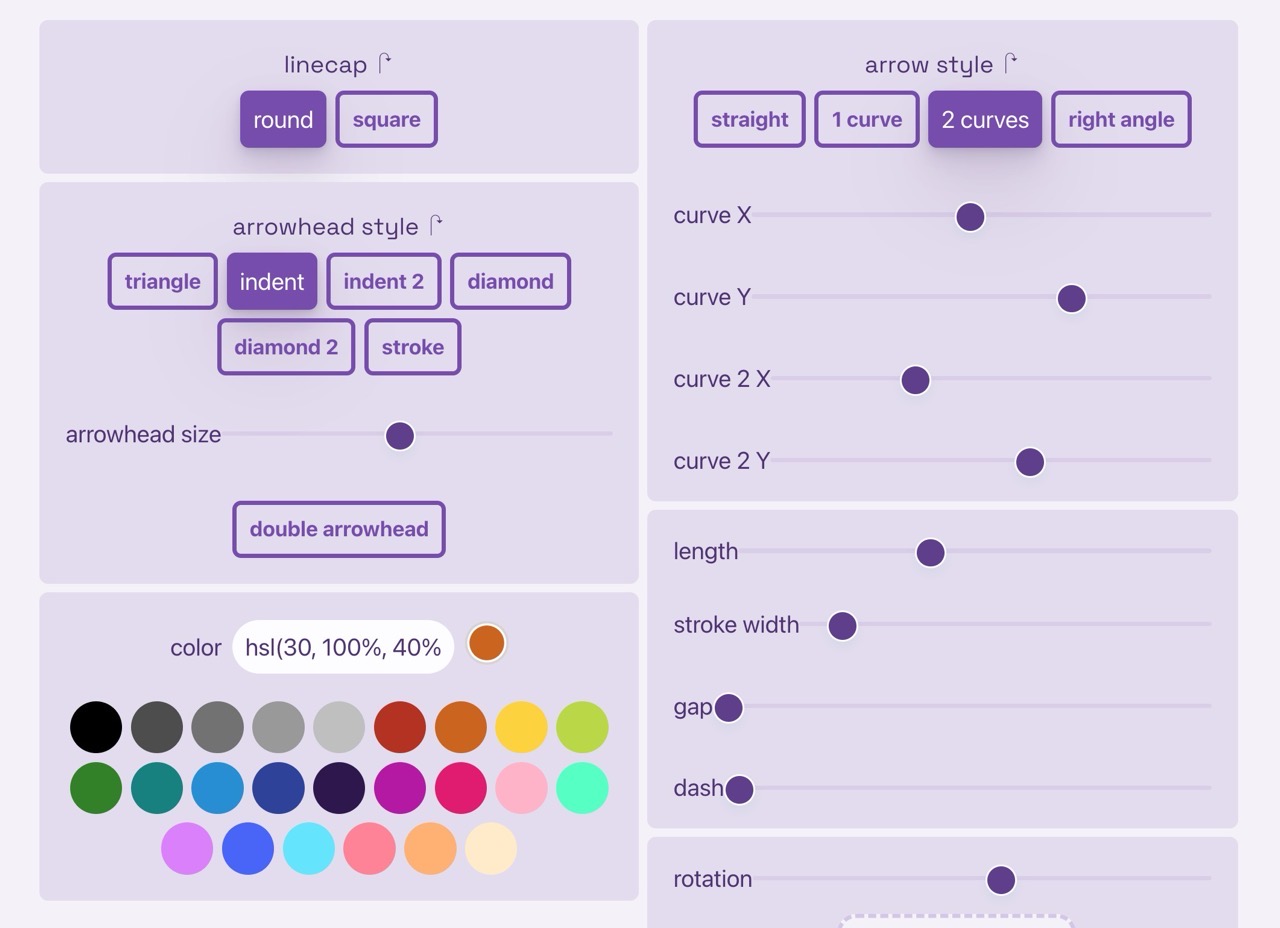 linecap
round square
arrowhead style
triangle indent indent 2 diamond
diamond 2 stroke
arrowhead size
double arrowhead
color hsl(30, 100%, 40%
arrow style
straight 1 curve 2 curves right angle
curve X
curve Y
curve 2 X
curve 2 Y
length
stroke width
gap
dash
rotation